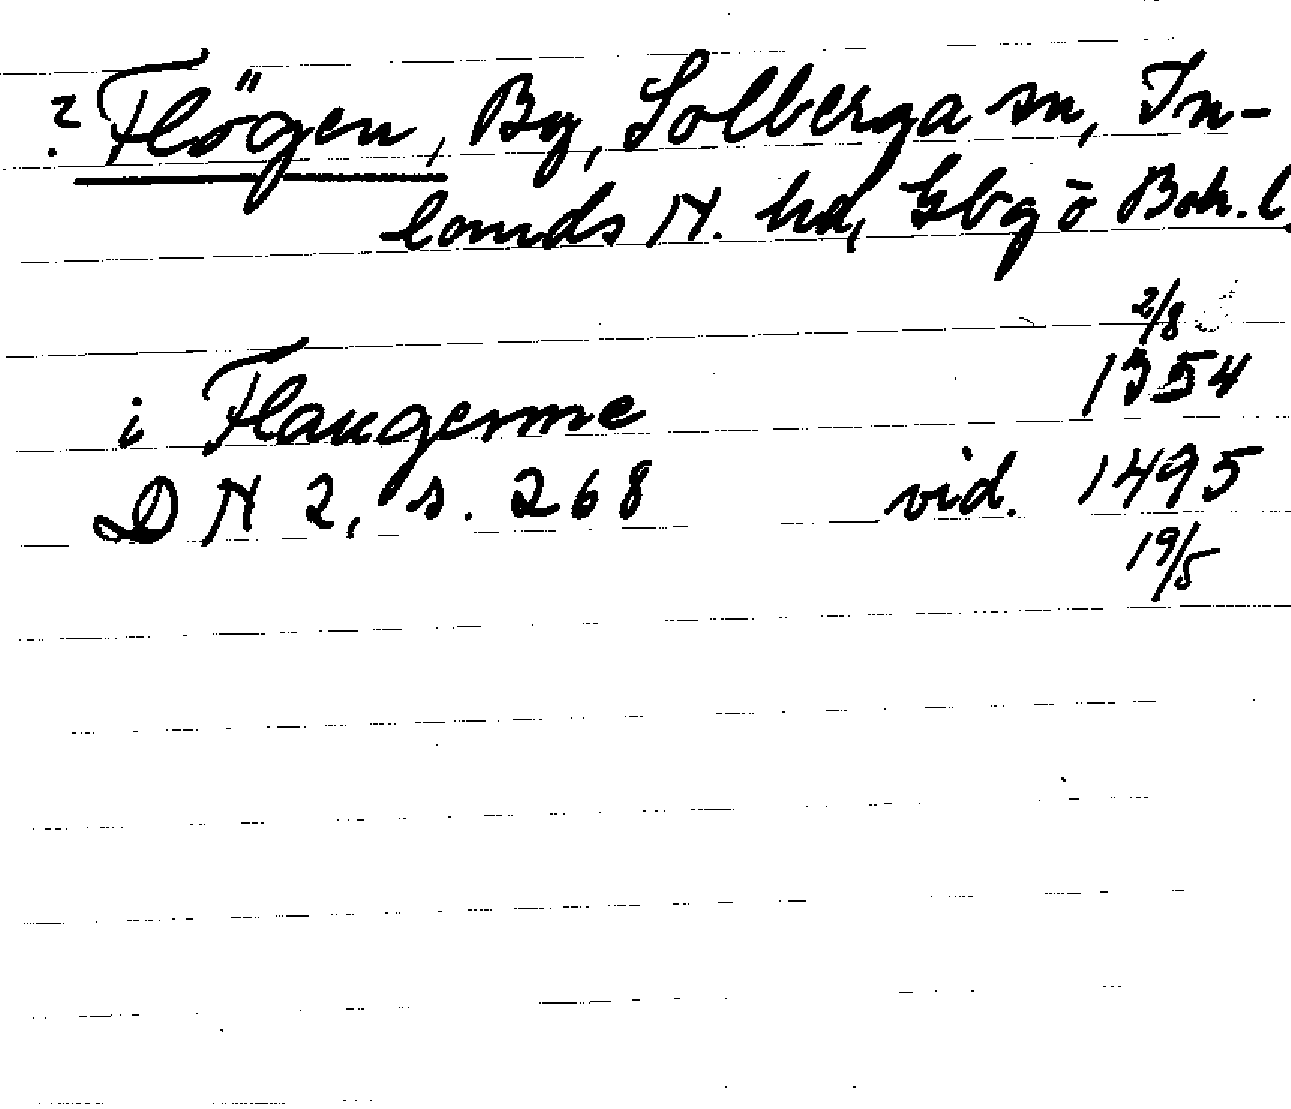 ? Flögen, By, Solberga sn, In-
lands N. hd, Gbg ō Boh. l.
2/8
i Flaugenne 1354
DN 2, s. 268 vid. 1495
19/5